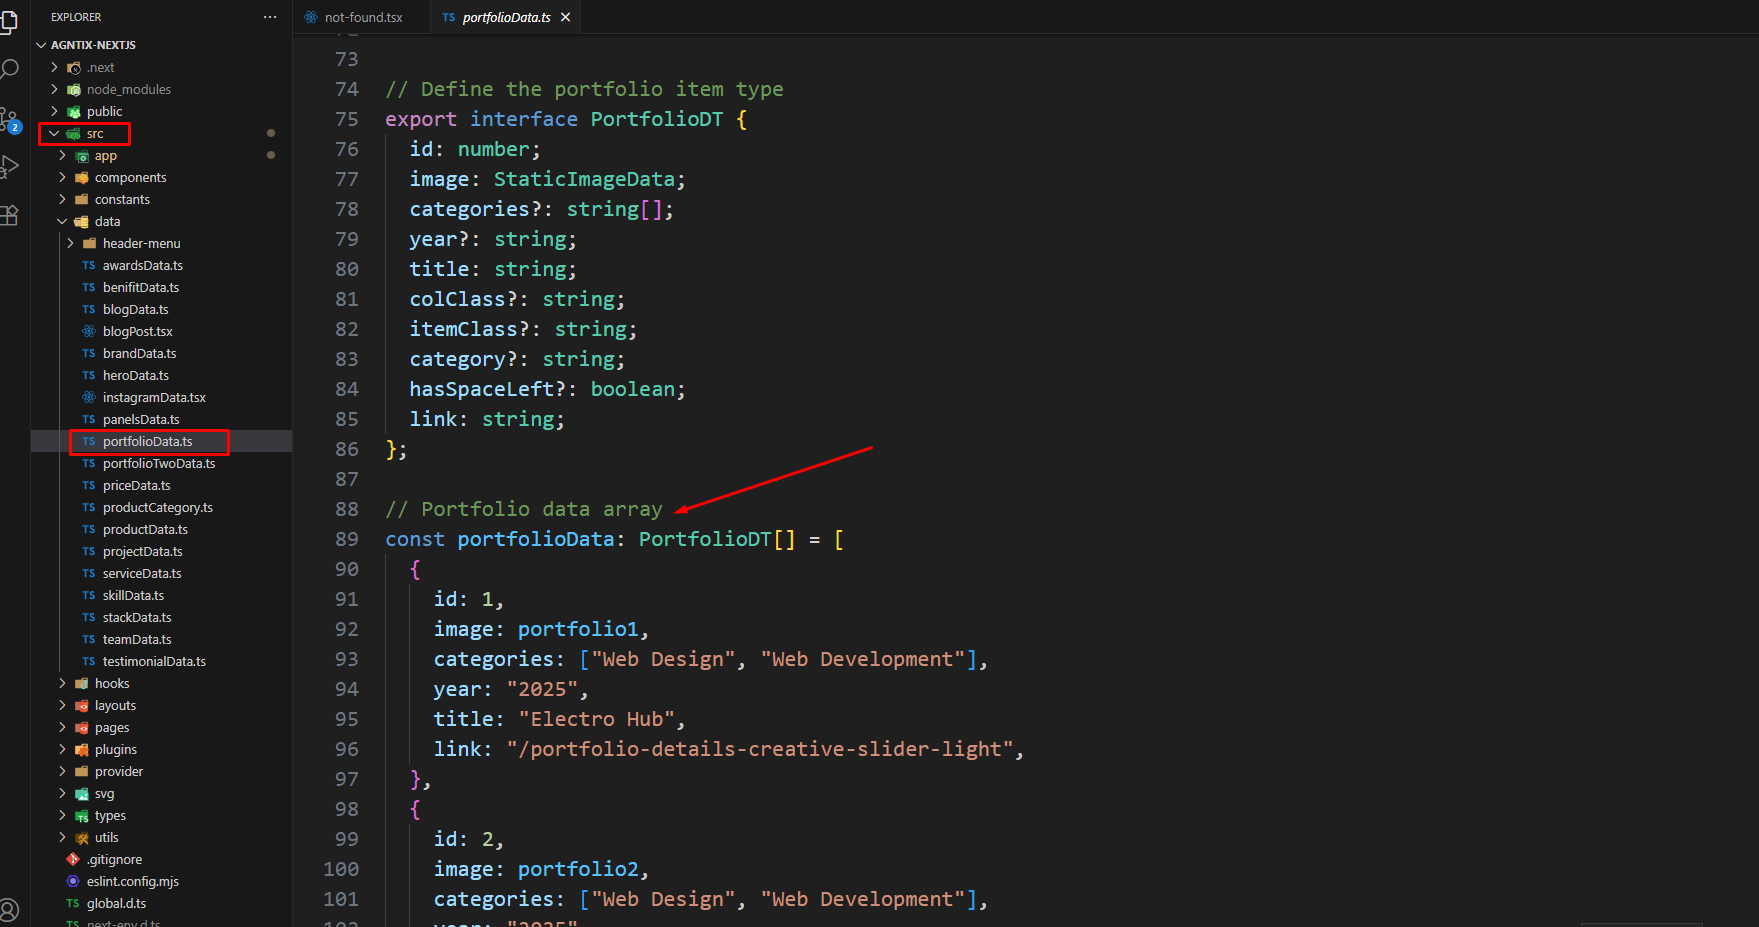 EXPLORER
AGNTIX-NEXTJS
.next
node_modules
public
2
src
app
components
constants
data
header-menu
TS awardsData.ts
TS benifitData.ts
TS blogData.ts
blogPost.tsx
TS brandData.ts
TS heroData.ts
instagramData.tsx
TS panelsData.ts
TS portfolioData.ts
TS portfolioTwoData.ts
TS priceData.ts
TS productCategory.ts
TS productData.ts
TS projectData.ts
TS serviceData.ts
TS skillData.ts
TS stackData.ts
TS teamData.ts
TS testimonialData.ts
hooks
layouts
pages
plugins
provider
svg
types
utils
.gitignore
eslint.config.mjs
TS global.d.ts
TS next-env.d.ts
not-found.tsx
TS portfolioData.ts
73
74 // Define the portfolio item type
75 export interface PortfolioDT {
76 id: number;
77 image: StaticImageData;
78 categories?: string[];
79 year?: string;
80 title: string;
81 colClass?: string;
82 itemClass?: string;
83 category?: string;
84 hasSpaceLeft?: boolean;
85 link: string;
86 };
87
88 // Portfolio data array
89 const portfolioData: PortfolioDT[] = [
90 {
91 id: 1,
92 image: portfolio1,
93 categories: ["Web Design", "Web Development"],
94 year: "2025",
95 title: "Electro Hub",
96 link: "/portfolio-details-creative-slider-light",
97 },
98 {
99 id: 2,
100 image: portfolio2,
101 categories: ["Web Design", "Web Development"],
102 year: "2025"